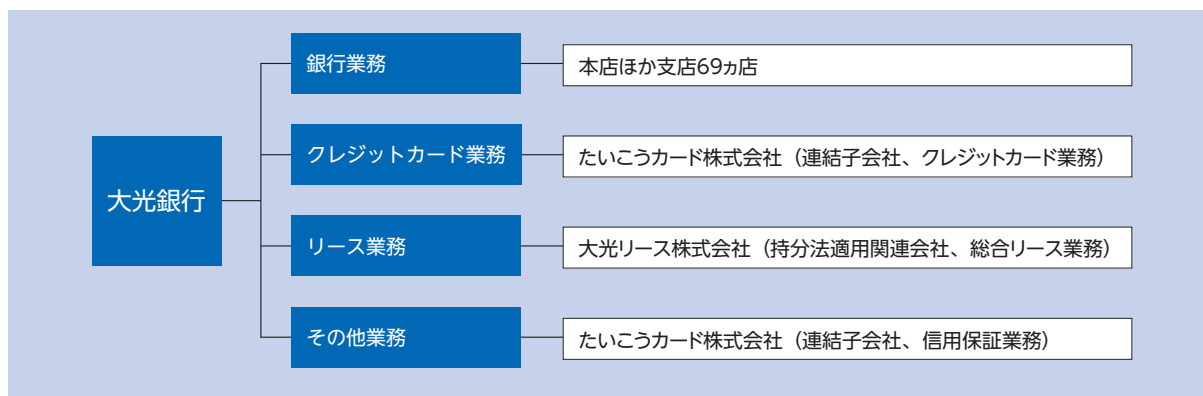 大光銀行
銀行業務
本店ほか支店69ヵ店
クレジットカード業務
たいこうカード株式会社（連結子会社、クレジットカード業務）
リース業務
大光リース株式会社（持分法適用関連会社、総合リース業務）
その他業務
たいこうカード株式会社（連結子会社、信用保証業務）